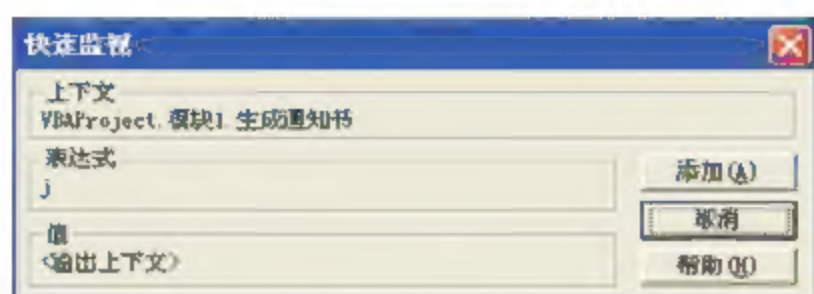 快速监视
上下文
VBAProject.模块1.生成通知书
表达式
j
添加(A)
取消
值
<输出上下文>
帮助(H)